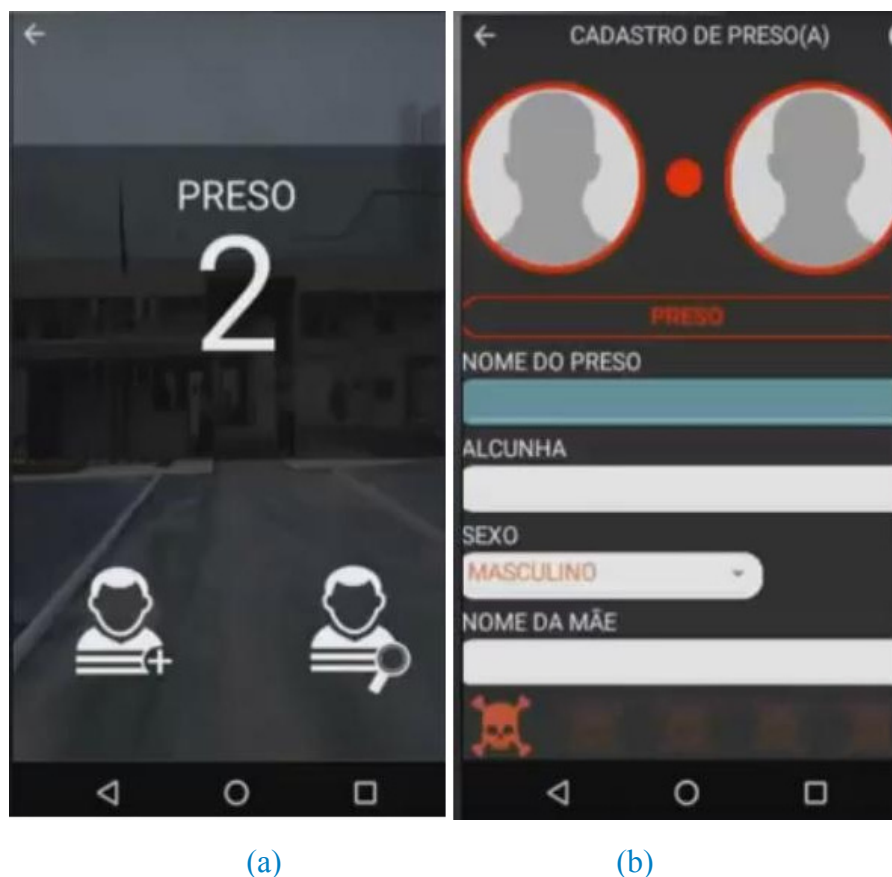 PRESO
2
CADASTRO DE PRESO(A)
PRESO
NOME DO PRESO
ALCUNHA
SEXO
MASCULINO
NOME DA MÃE
(a)
(b)